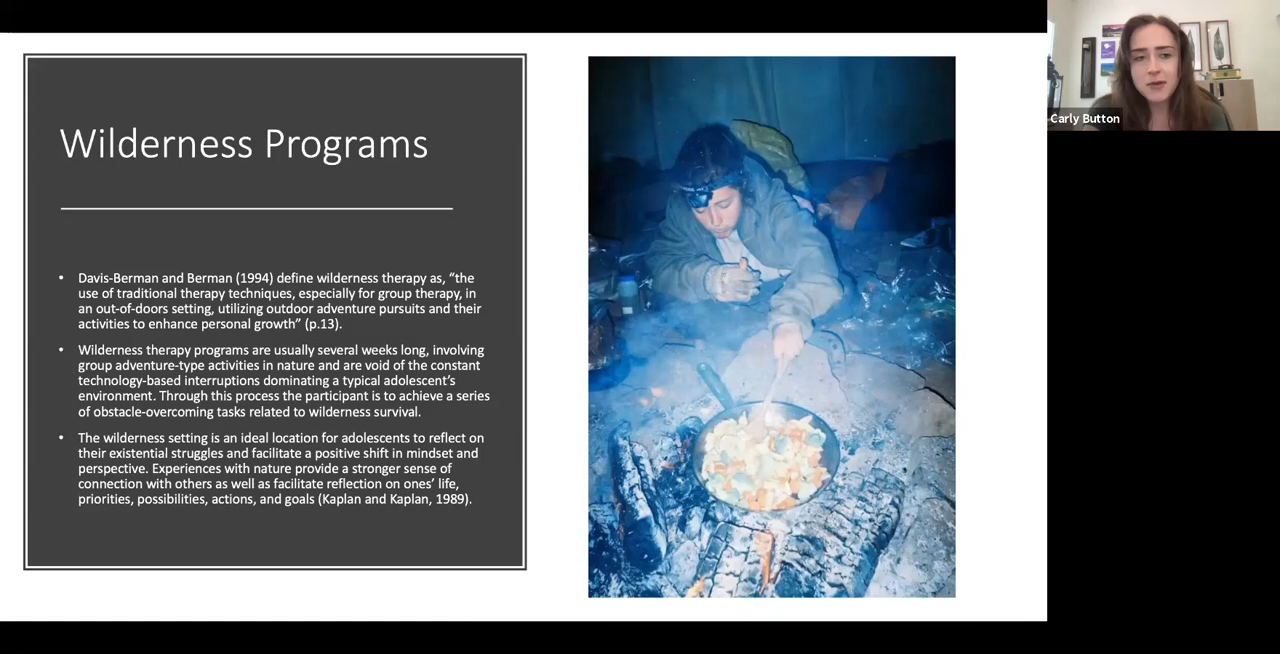 Wilderness Programs
• Davis-Berman and Berman (1994) define wilderness therapy as, “the
use of traditional therapy techniques, especially for group therapy, in
an out-of-doors setting, utilizing outdoor adventure pursuits and their
activities to enhance personal growth” (p.13).
• Wilderness therapy programs are usually several weeks long, involving
group adventure-type activities in nature and are void of the constant
technology-based interruptions dominating a typical adolescent’s
environment. Through this process the participant is to achieve a series
of obstacle-overcoming tasks related to wilderness survival.
• The wilderness setting is an ideal location for adolescents to reflect on
their existential struggles and facilitate a positive shift in mindset and
perspective. Experiences with nature provide a stronger sense of
connection with others as well as facilitate reflection on ones’ life,
priorities, possibilities, actions, and goals (Kaplan and Kaplan, 1989).
Carly Button